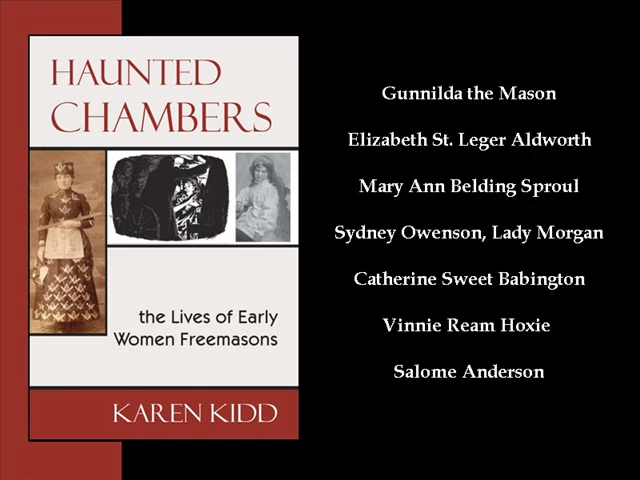 HAUNTED
CHAMBERS
the Lives of Early
Women Freemasons
KAREN KIDD
Gunnilda the Mason
Elizabeth St. Leger Aldworth
Mary Ann Belding Sproul
Sydney Owenson, Lady Morgan
Catherine Sweet Babington
Vinnie Ream Hoxie
Salome Anderson